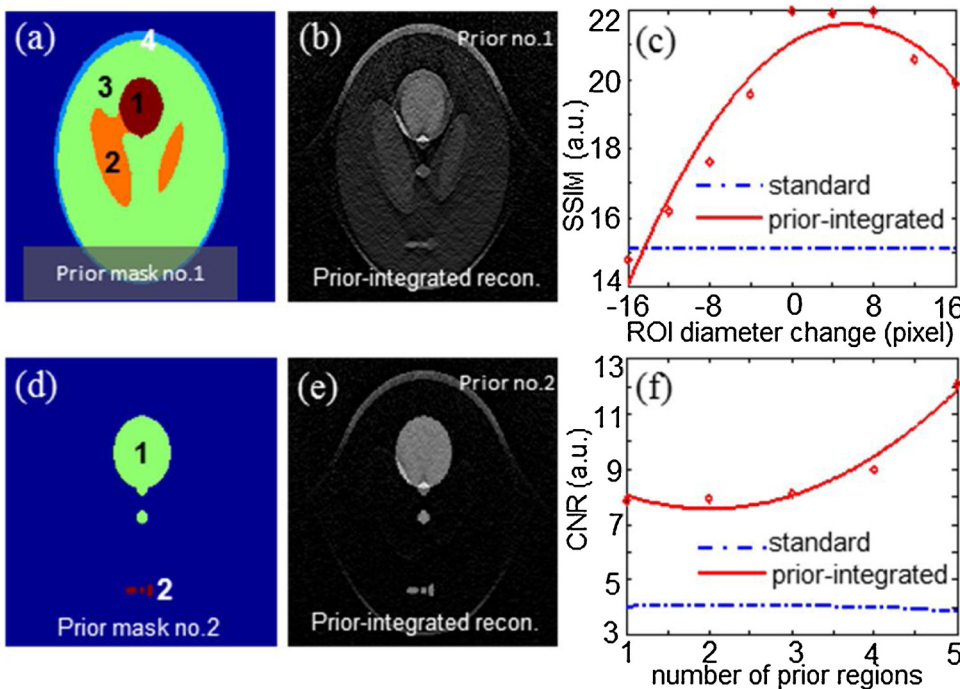 (a)
4
3
1
2
Prior mask no.1
(b)
Prior no.1
Prior-integrated recon.
(c)
SSIM (a.u.)
22
20
18
16
14
standard
prior-integrated
-16
-8
0
8
16
ROI diameter change (pixel)
(d)
1
2
Prior mask no.2
(e)
Prior no.2
Prior-integrated recon.
(f)
CNR (a.u.)
13
11
9
7
5
3
standard
prior-integrated
1
2
3
4
5
number of prior regions